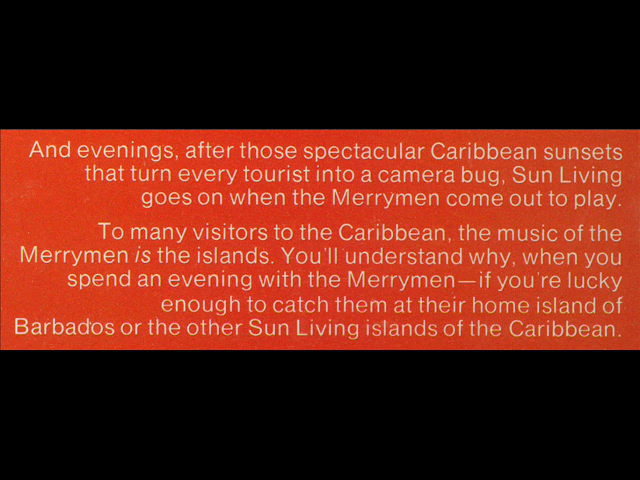 And evenings, after those spectacular Caribbean sunsets
that turn every tourist into a camera bug, Sun Living
goes on when the Merrymen come out to play.
To many visitors to the Caribbean, the music of the
Merrymen is the islands. You'll understand why, when you
spend an evening with the Merrymen—if you're lucky
enough to catch them at their home island of
Barbados or the other Sun Living islands of the Caribbean.